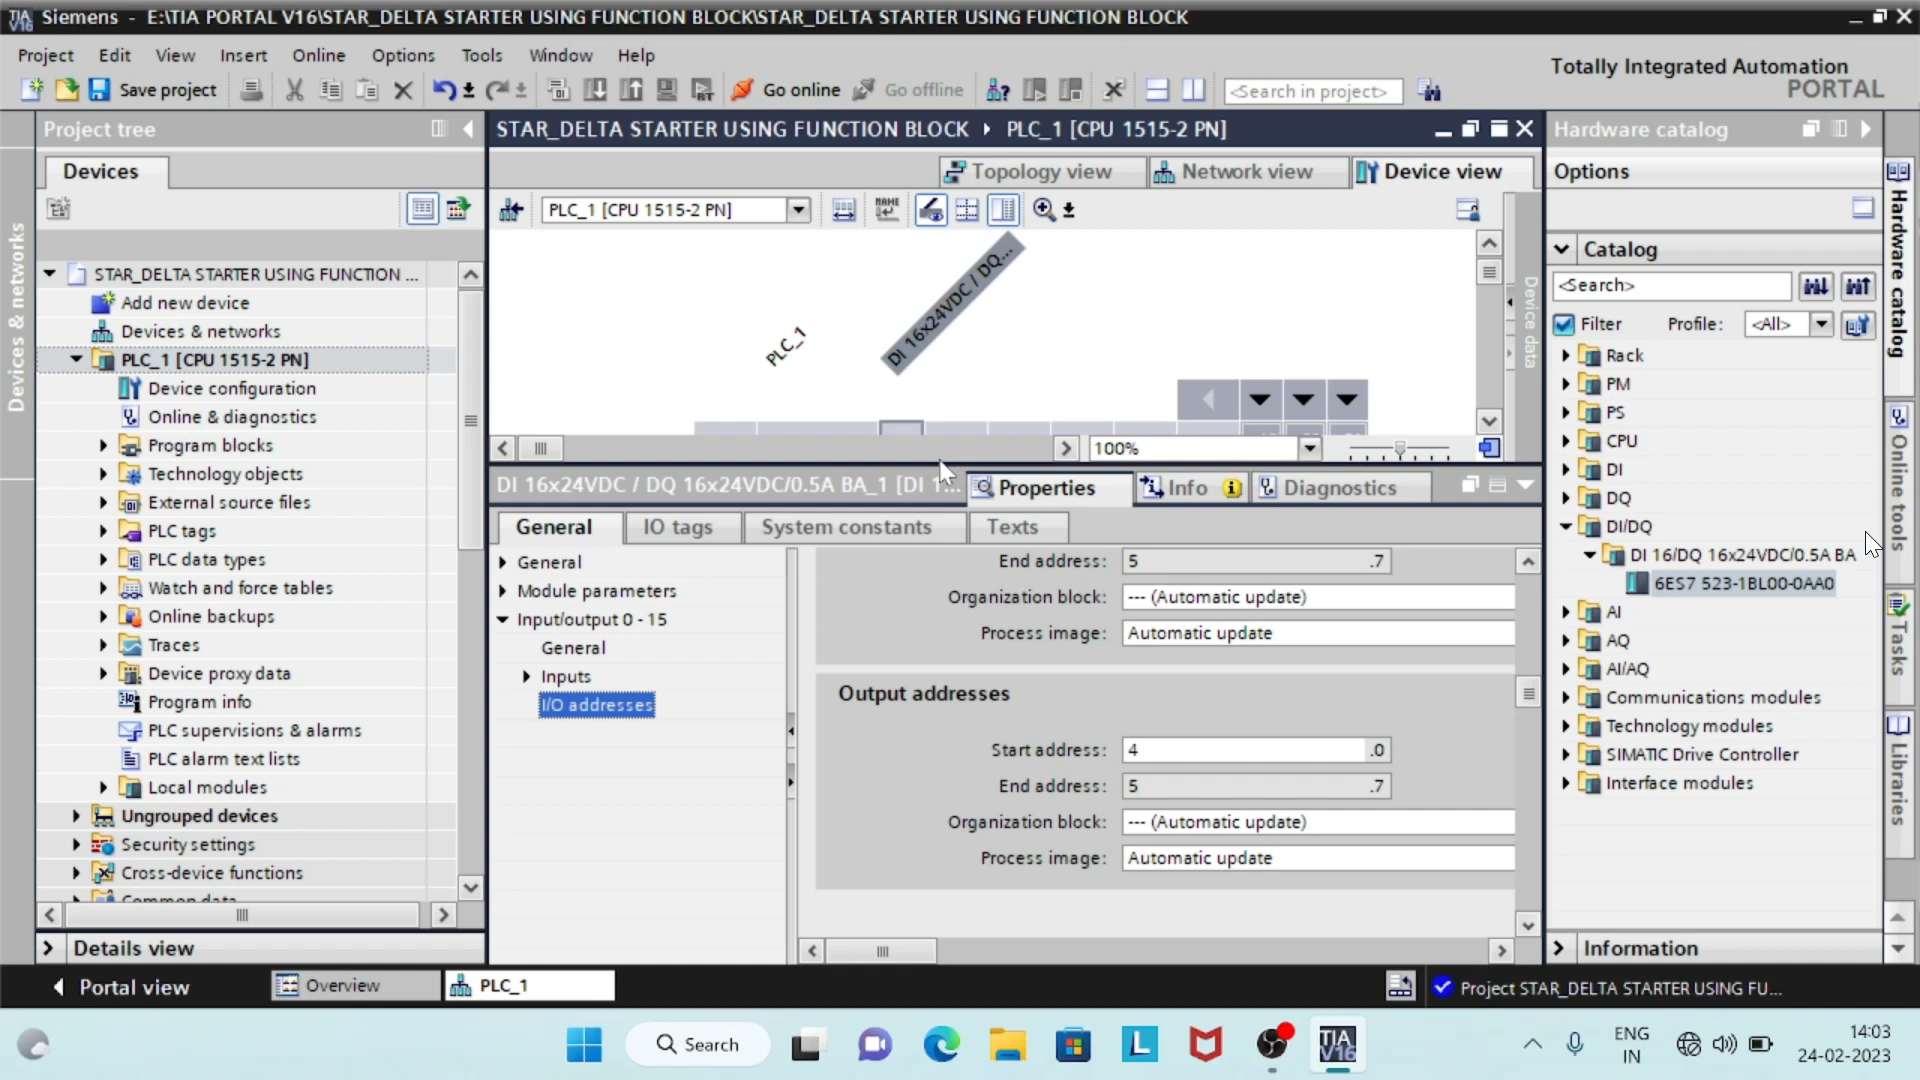 Siemens - E:\TIA PORTAL V16\STAR_DELTA STARTER USING FUNCTION BLOCK\STAR_DELTA STARTER USING FUNCTION BLOCK
Project Edit View Insert Online Options Tools Window Help
Totally Integrated Automation
PORTAL
Save project
Go online
Go offline
<Search in project>
Project tree
STAR_DELTA STARTER USING FUNCTION BLOCK PLC_1 [CPU 1515-2 PN]
Hardware catalog
Devices
Topology view
Network view
Device view
Options
PLC_1 [CPU 1515-2 PN]
Devices & networks
STAR_DELTA STARTER USING FUNCTION ...
Add new device
Devices & networks
PLC_1 [CPU 1515-2 PN]
Device configuration
Online & diagnostics
Program blocks
Technology objects
External source files
PLC tags
PLC data types
Watch and force tables
Online backups
Traces
Device proxy data
Program info
PLC supervisions & alarms
PLC alarm text lists
Local modules
Ungrouped devices
Security settings
Cross-device functions
Common data
Details view
PLC_1
DI 16x24VDC / DQ...
Device data
100%
DI 16x24VDC / DQ 16x24VDC/0.5A BA_1 [DI 1...
Properties
Info
Diagnostics
General
IO tags
System constants
Texts
General
Module parameters
Input/output 0 - 15
General
Inputs
I/O addresses
End address: 5 .7
Organization block: --- (Automatic update)
Process image: Automatic update
Output addresses
Start address: 4 .0
End address: 5 .7
Organization block: --- (Automatic update)
Process image: Automatic update
Catalog
<Search>
Filter
Profile: <All>
Rack
PM
PS
CPU
DI
DQ
DI/DQ
DI 16/DQ 16x24VDC/0.5A BA
6ES7 523-1BL00-0AA0
AI
AQ
AI/AQ
Communications modules
Technology modules
SIMATIC Drive Controller
Interface modules
Information
Hardware catalog
Online tools
Tasks
Libraries
Portal view
Overview
PLC_1
Project STAR_DELTA STARTER USING FU...
Search
TIA
V16
ENG
IN
14:03
24-02-2023